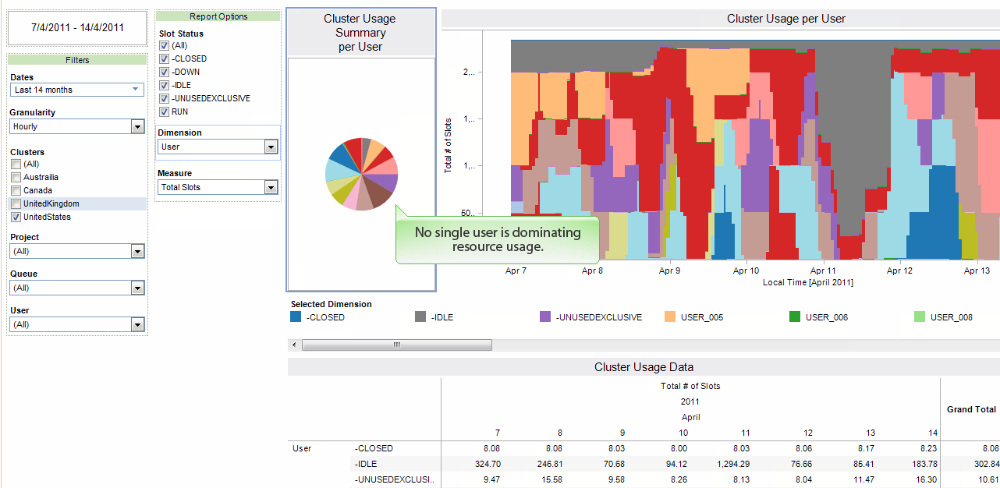 7/4/2011 - 14/4/2011
Filters
Dates
Last 14 months
Granularity
Hourly
Clusters
(All)
Austrailia
Canada
UnitedKingdom
UnitedStates
Project
(All)
Queue
(All)
User
(All)
Report Options
Slot Status
(All)
-CLOSED
-DOWN
-IDLE
-UNUSEDEXCLUSIVE
RUN
Dimension
User
Measure
Total Slots
Cluster Usage
Summary
per User
No single user is dominating
resource usage.
Cluster Usage per User
Total # of Slots
2,..
1,..
1,..
50..
Apr 7 Apr 8 Apr 9 Apr 10 Apr 11 Apr 12 Apr 13
Local Time [April 2011]
Selected Dimension
-CLOSED -IDLE -UNUSEDEXCLUSIVE USER_005 USER_006 USER_008
Cluster Usage Data
Total # of Slots
2011
April
Grand Total
7 8 9 10 11 12 13 14
User -CLOSED 8.08 8.08 8.03 8.00 8.03 8.06 8.17 8.23 8.08
-IDLE 324.70 246.81 70.68 94.12 1,294.29 76.66 85.41 183.78 302.84
-UNUSEDEXCLUSI.. 9.47 15.58 9.58 8.26 8.13 8.04 11.47 16.30 10.61